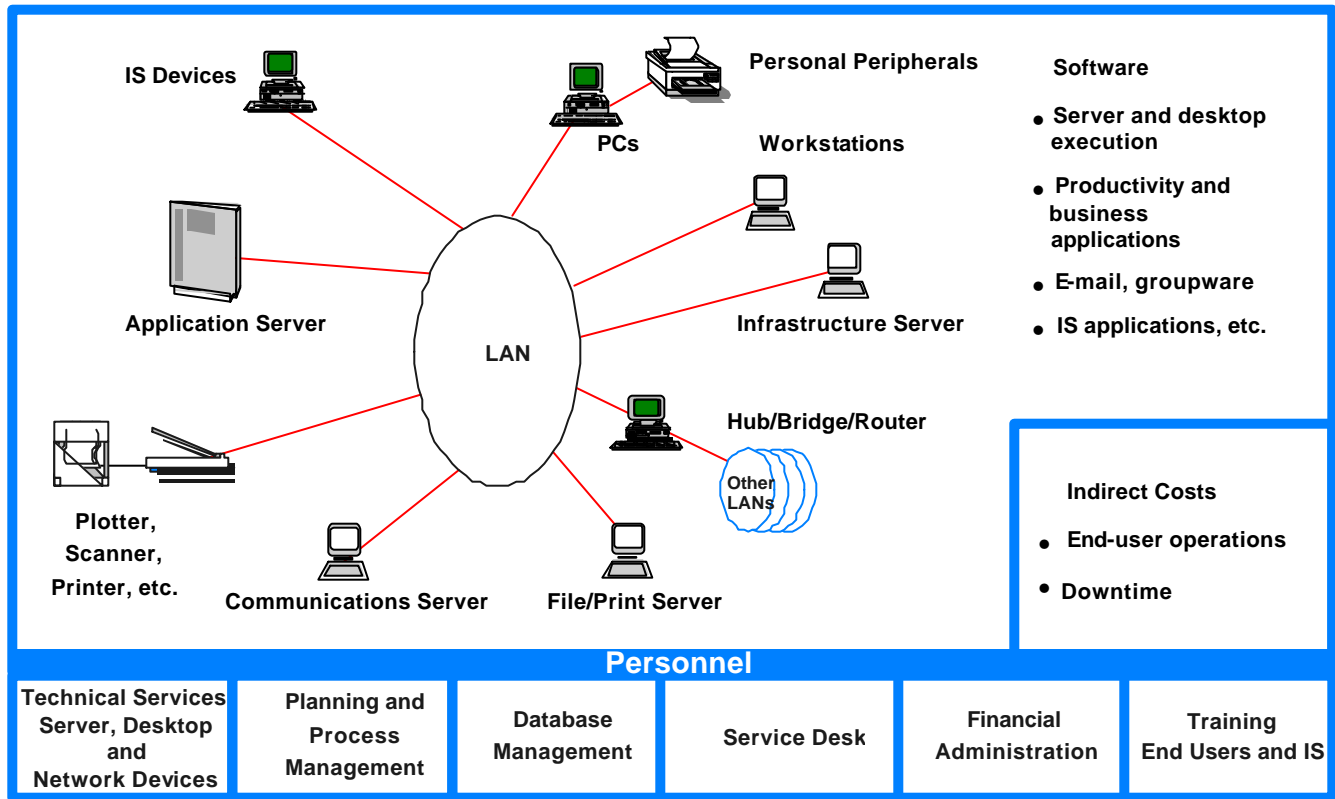 IS Devices
Personal Peripherals
PCs
Workstations
Application Server
Infrastructure Server
LAN
Hub/Bridge/Router
Other
LANs
Plotter,
Scanner,
Printer, etc.
Communications Server
File/Print Server
Software
• Server and desktop
execution
• Productivity and
business
applications
• E-mail, groupware
• IS applications, etc.
Indirect Costs
• End-user operations
• Downtime
Personnel
Technical Services
Server, Desktop
and
Network Devices
Planning and
Process
Management
Database
Management
Service Desk
Financial
Administration
Training
End Users and IS